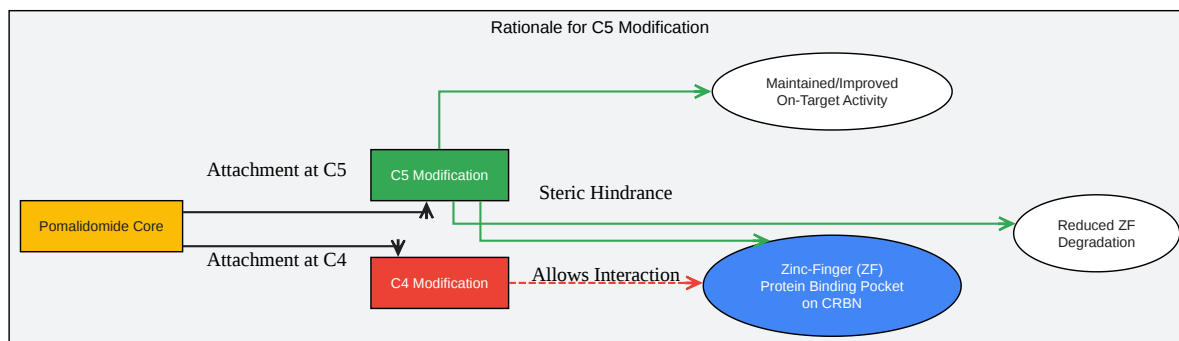 Rationale for C5 Modification
Maintained/Improved
On-Target Activity
Attachment at C5
C5 Modification
Steric Hindrance
Pomalidomide Core
Reduced ZF
Degradation
Attachment at C4
C4 Modification
Allows Interaction
Zinc-Finger (ZF)
Protein Binding Pocket
on CRBN